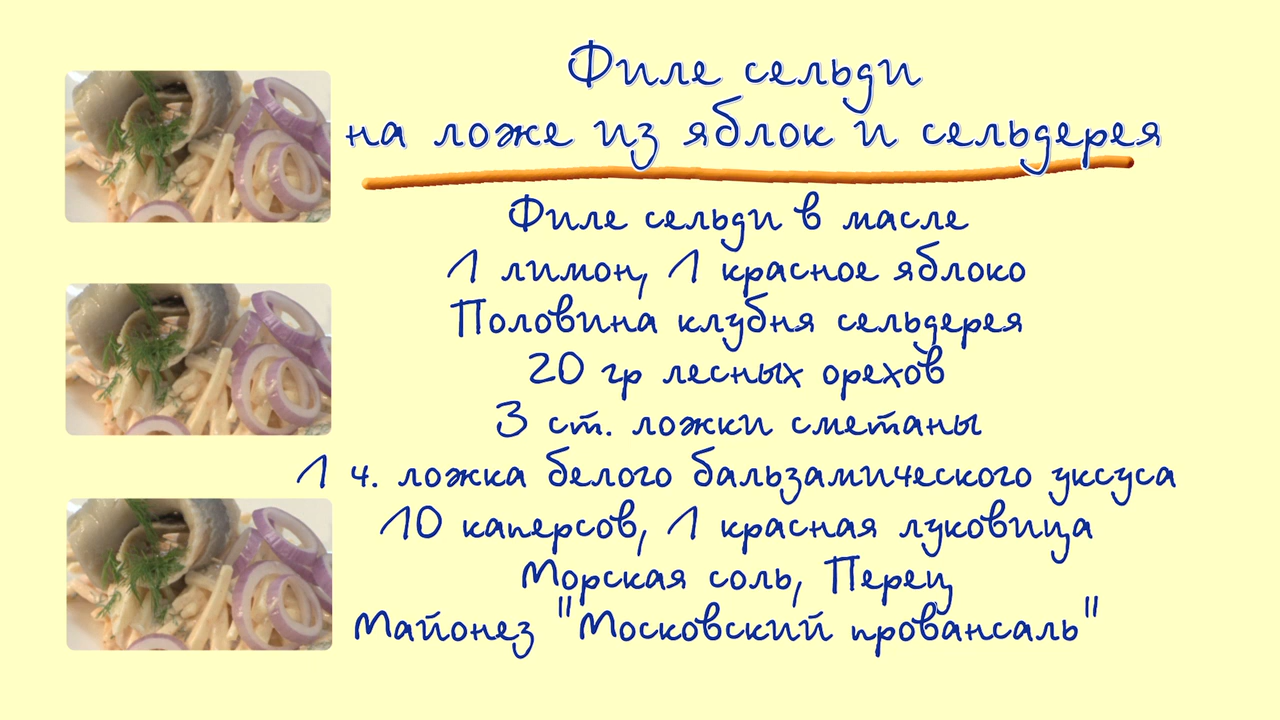 Филе сельди
на ложе из яблок и сельдерея
Филе сельди в масле
1 лимон, 1 красное яблоко
Половина клубня сельдерея
20 гр лесных орехов
3 ст. ложки сметаны
1 ч. ложка белого бальзамического уксуса
10 каперсов, 1 красная луковица
Морская соль, Перец
Майонез "Московский провансаль"